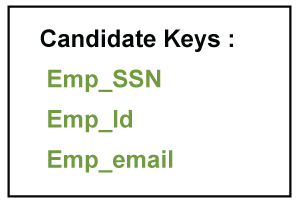 Candidate Keys :
Emp_SSN
Emp_Id
Emp_email